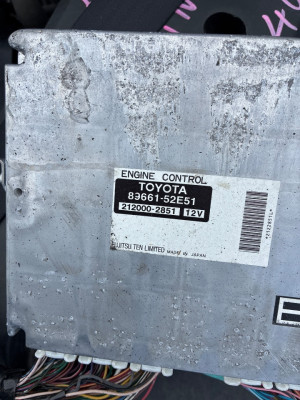 ENGINE CONTROL
TOYOTA
89661-52E51
212000-2851 12V
FUJITSU TEN LIMITED MADE IN JAPAN